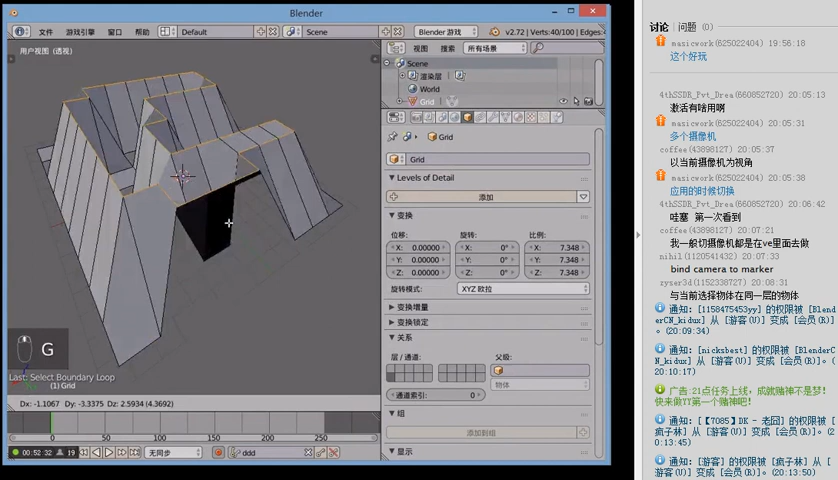 Blender
文件 游戏引擎 窗口 帮助
Default
Scene
Blender 游戏
v2.72 | Verts:40/100 | Edges:
用户视图 (透视)
视图 搜索 所有场景
Scene
渲染层
World
Grid
Grid
Grid
Levels of Detail
添加
变换
位移: 旋转: 比例:
X: 0.00000 X: 0° X: 7.348
Y: 0.00000 Y: 0° Y: 7.348
Z: 0.00000 Z: 0° Z: 7.348
旋转模式: XYZ 欧拉
变换增量
变换锁定
关系
层 / 通道: 父级:
物体
通道索引: 0
组
添加到组
显示
G
Last: Select Boundary Loop
(1) Grid
Dx: -1.1067 Dy: -3.3375 Dz: 2.5934 (4.3692)
0 50 100 150 200 250
00:52 32 19
无同步
ddd
讨论 | 问题 (0)
masicwork(625022404) 19:56:18
这个好玩
4thSSDR_Pvt_Drea(660852720) 20:05:13
激活有啥用啊
masicwork(625022404) 20:05:31
多个摄像机
coffee(43898127) 20:05:37
以当前摄像机为视角
masicwork(625022404) 20:05:38
应用的时候切换
4thSSDR_Pvt_Drea(660852720) 20:06:42
哇塞 第一次看到
coffee(43898127) 20:07:21
我一般切摄像机都是在ve里面去做
nihil(1120541432) 20:07:33
bind camera to marker
zyser3d(1152338727) 20:08:31
与当前选择物体在同一层的物体
通知: [1158475453yy] 的权限被 [Blend
erCN_kidux] 从 [游客(U)] 变成 [会员(R)]
。 (20:09:34)
通知: [nicksbest] 的权限被 [BlenderC
N_kidux] 从 [游客(U)] 变成 [会员(R)]。 (
20:10:17)
广告:21点任务上线，成就赌神不是梦！
快来做YY第一个赌神吧！
通知: [【7085】DK - 老囧] 的权限被 [
疯子林] 从 [游客(U)] 变成 [会员(R)]。 (2
0:13:45)
通知: [游客] 的权限被 [疯子林] 从 [
游客(U)] 变成 [会员(R)]。 (20:13:50)